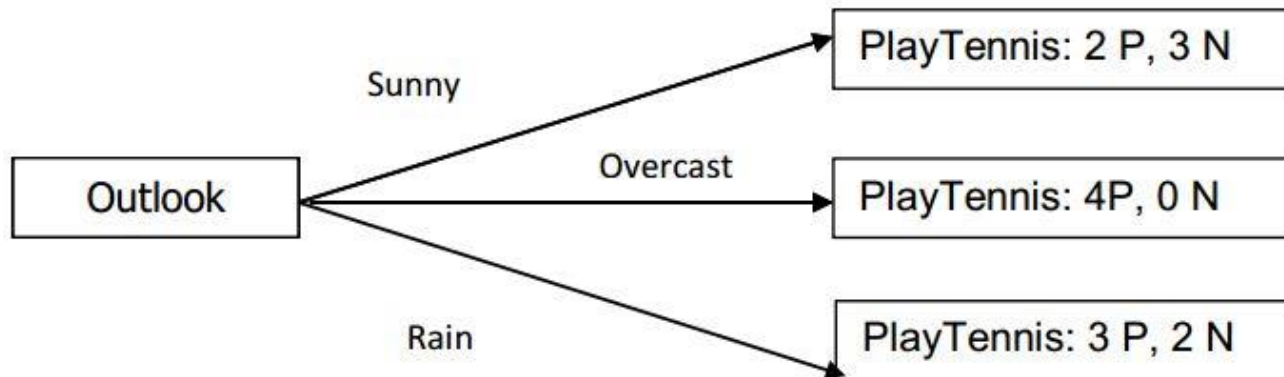 PlayTennis: 2 P, 3 N
Sunny
Overcast
Outlook
PlayTennis: 4P, 0 N
Rain
PlayTennis: 3 P, 2 N